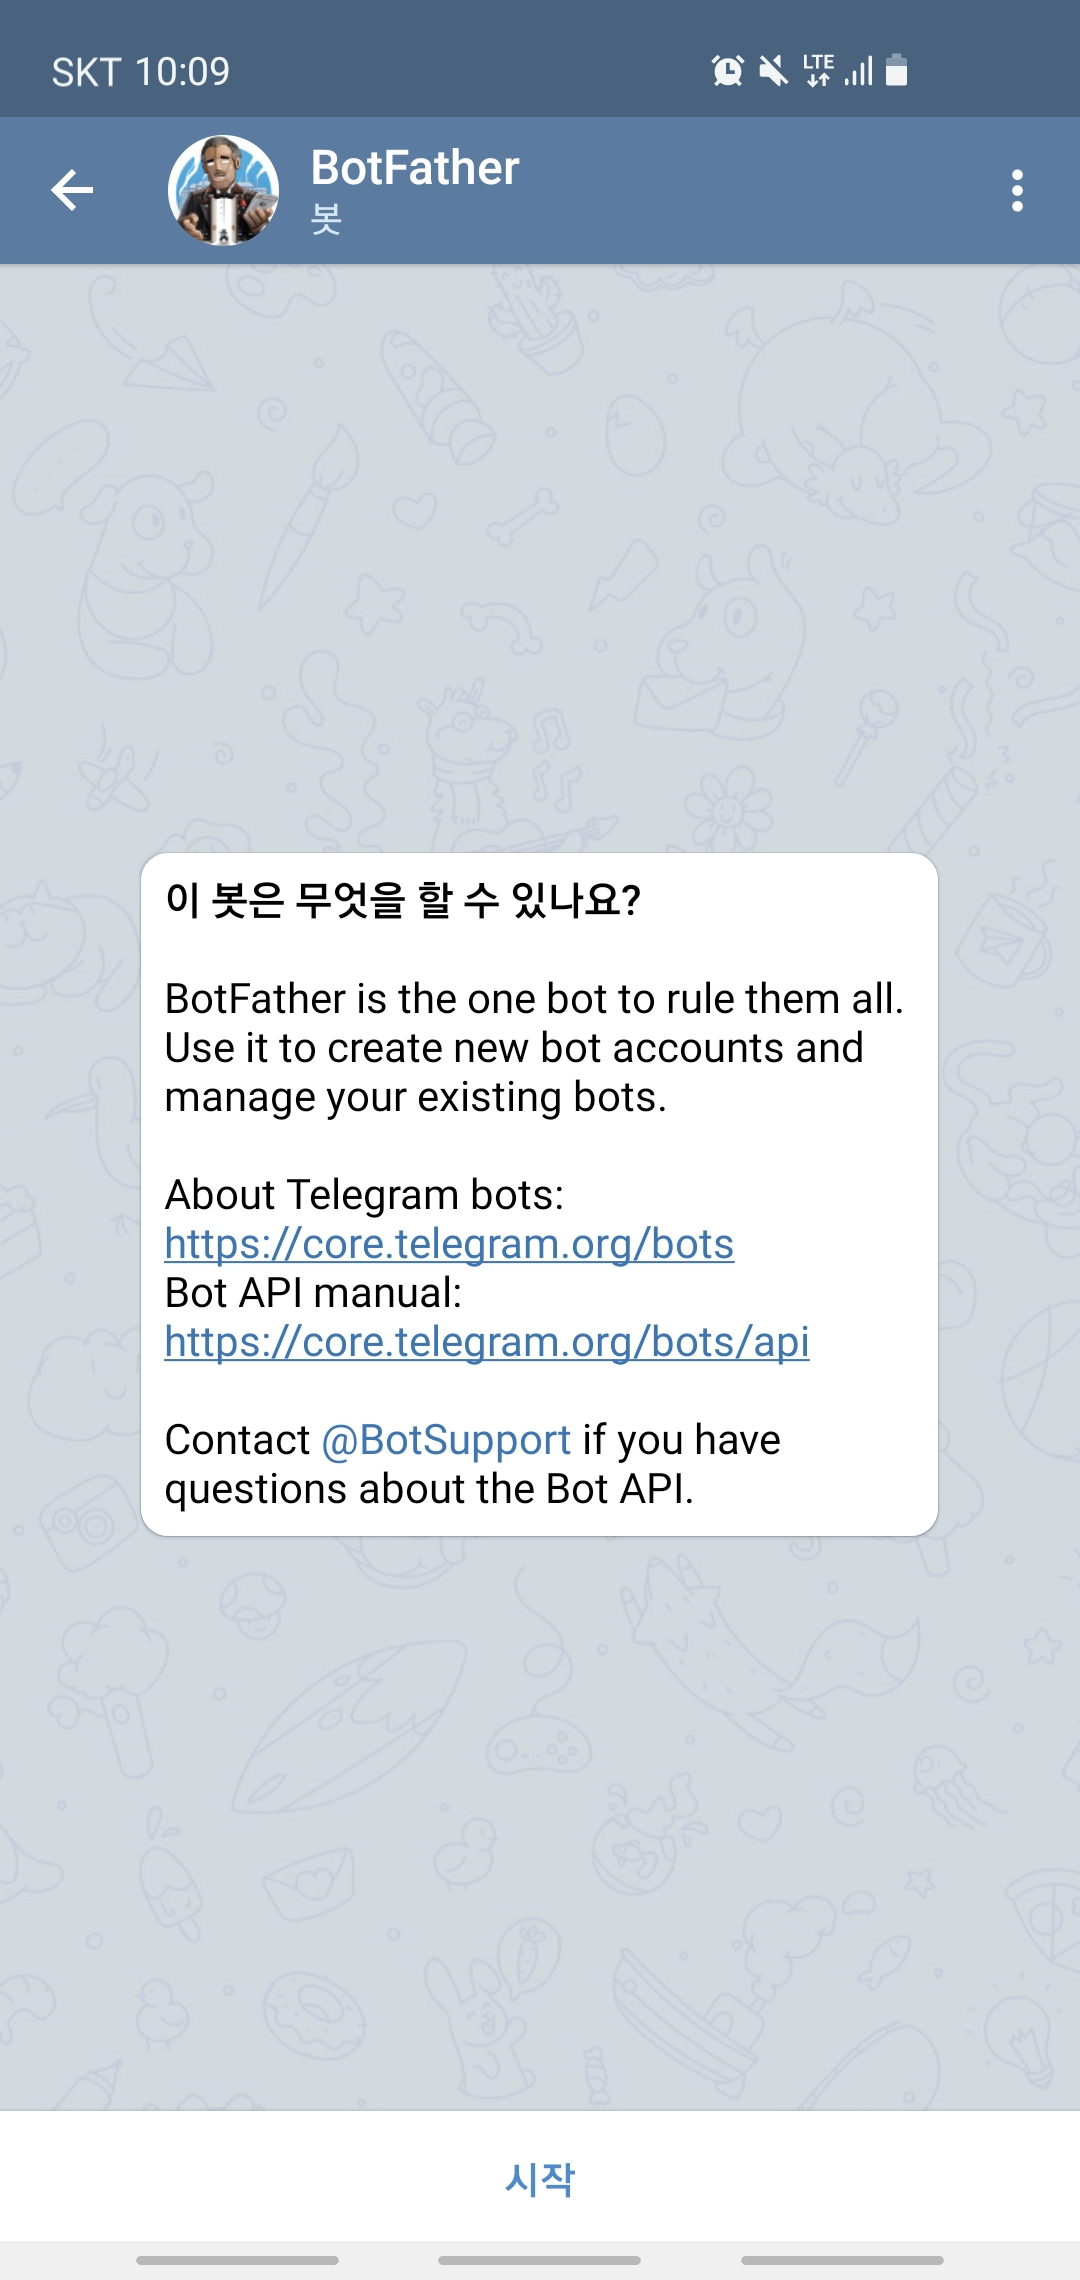 SKT 10:09
LTE
BotFather
봇
이 봇은 무엇을 할 수 있나요?
BotFather is the one bot to rule them all.
Use it to create new bot accounts and
manage your existing bots.
About Telegram bots:
https://core.telegram.org/bots
Bot API manual:
https://core.telegram.org/bots/api
Contact @BotSupport if you have
questions about the Bot API.
시작